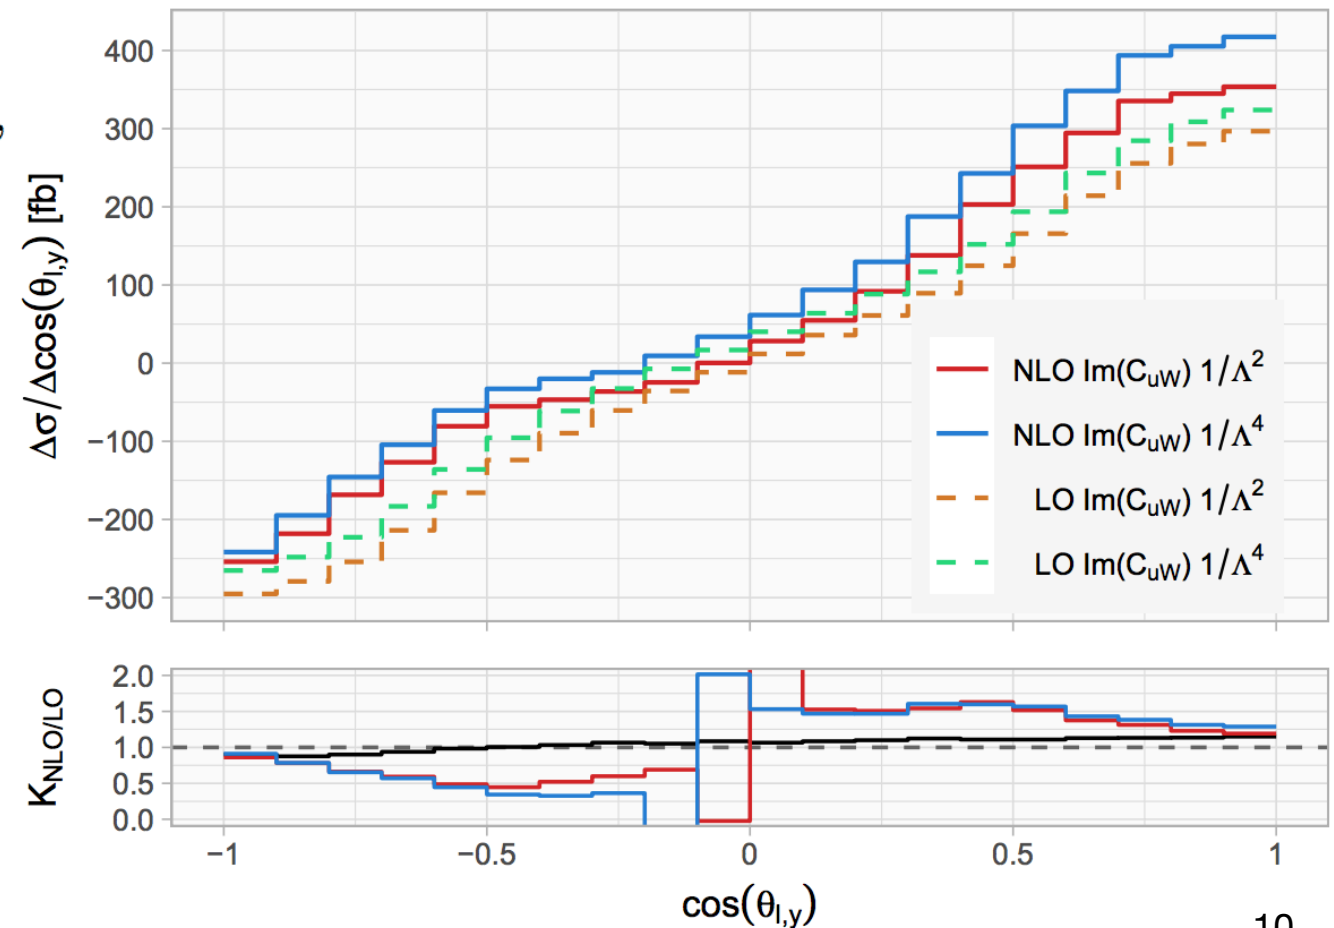 Δσ/Δcos(θl,y) [fb]
400
300
200
100
0
−100
−200
−300
NLO Im(CuW) 1/Λ²
NLO Im(CuW) 1/Λ⁴
LO Im(CuW) 1/Λ²
LO Im(CuW) 1/Λ⁴
KNLO/LO
2.0
1.5
1.0
0.5
0.0
−1 −0.5 0 0.5 1
cos(θl,y)
10